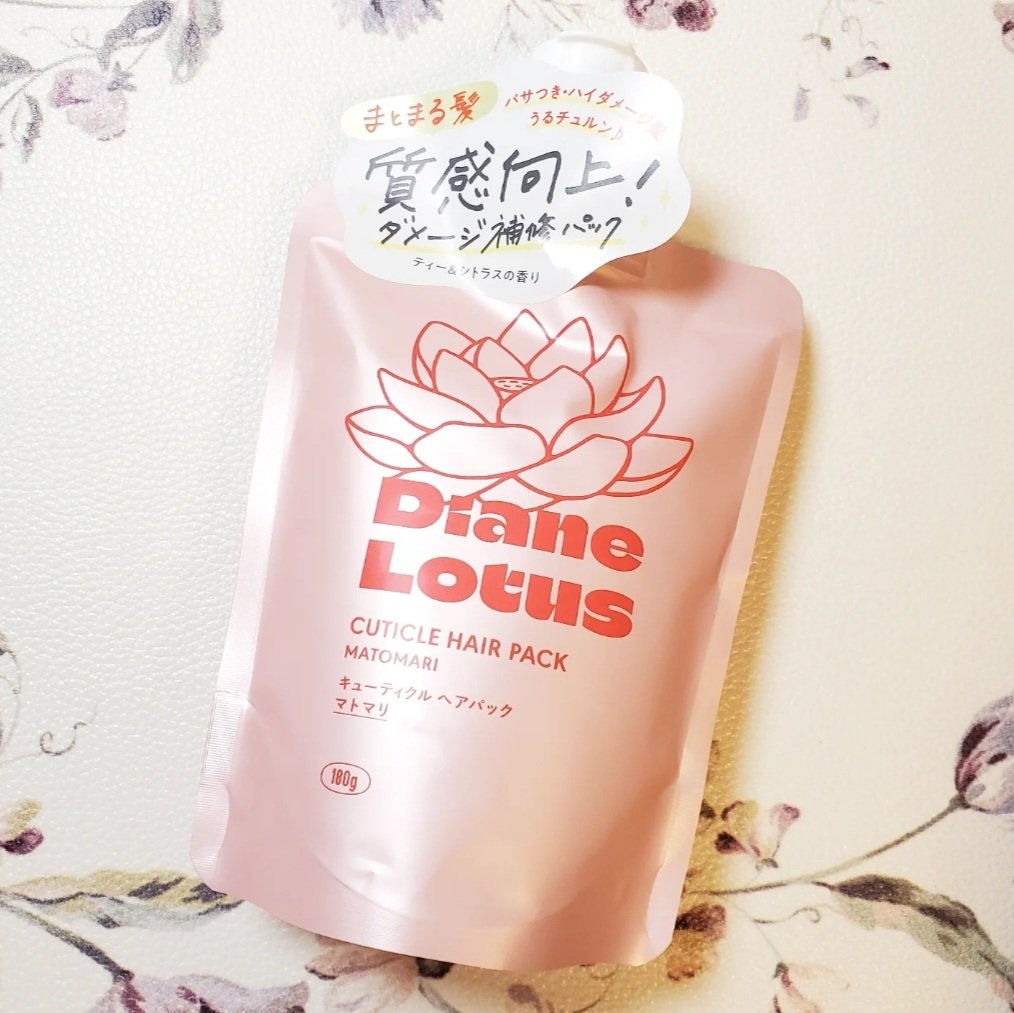 まとまる髪
パサつき・ハイダメージ髪
うるチュルン♪
質感向上!
ダメージ補修パック
ティー&シトラスの香り
Diane
Lotus
CUTICLE HAIR PACK
MATOMARI
キューティクル ヘアパック
マトマリ
180g